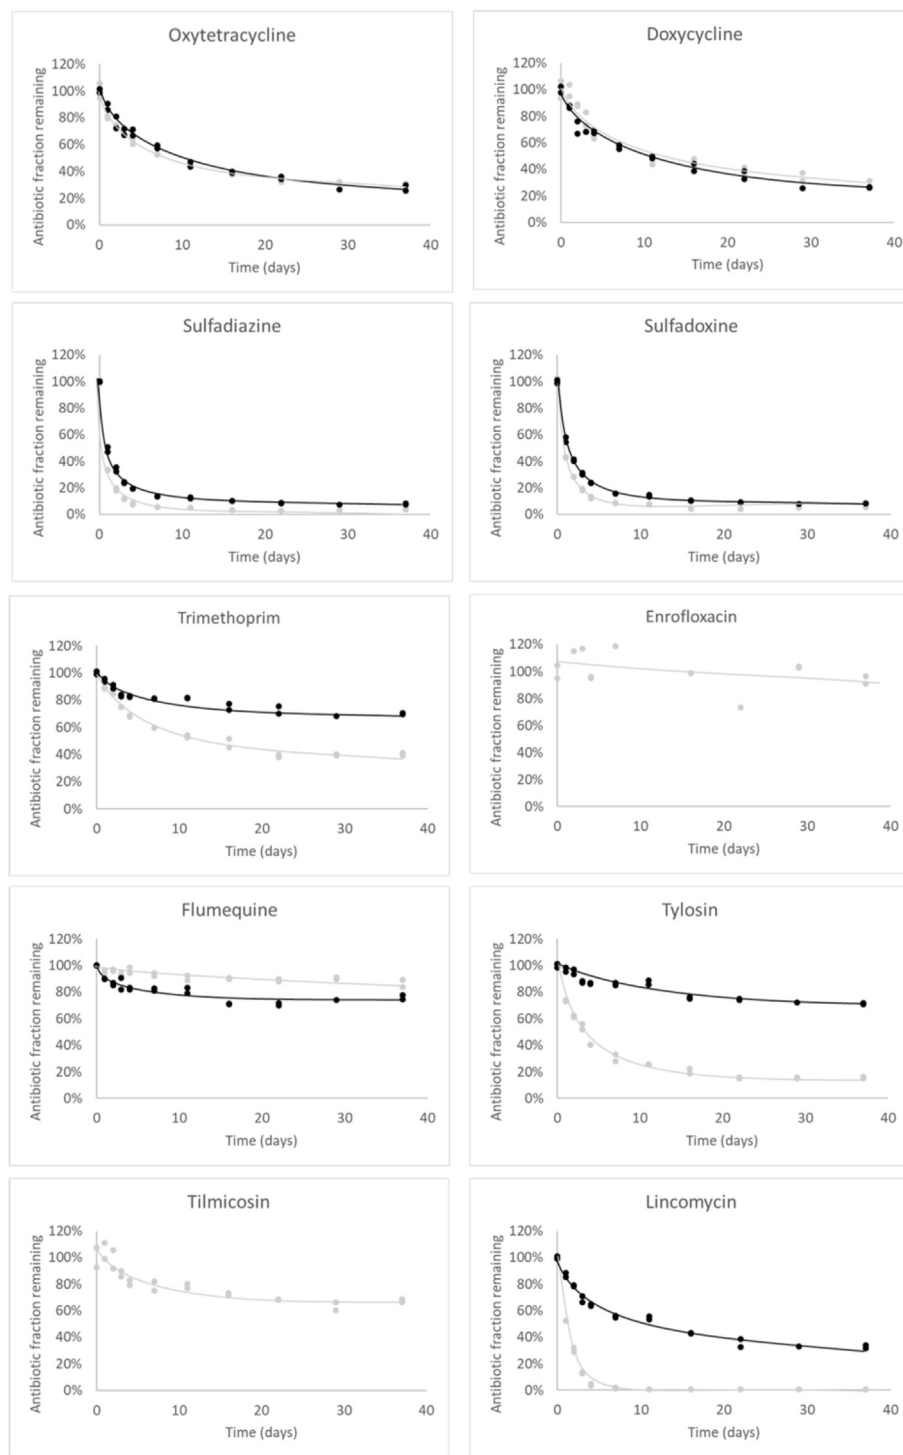 Oxytetracycline
Antibiotic fraction remaining
120%
100%
80%
60%
40%
20%
0%
0 10 20 30 40
Time (days)
Doxycycline
Antibiotic fraction remaining
120%
100%
80%
60%
40%
20%
0%
0 10 20 30 40
Time (days)
Sulfadiazine
Antibiotic fraction remaining
120%
100%
80%
60%
40%
20%
0%
0 10 20 30 40
Time (days)
Sulfadoxine
Antibiotic fraction remaining
120%
100%
80%
60%
40%
20%
0%
0 10 20 30 40
Time (days)
Trimethoprim
Antibiotic fraction remaining
120%
100%
80%
60%
40%
20%
0%
0 10 20 30 40
Time (days)
Enrofloxacin
Antibiotic fraction remaining
120%
100%
80%
60%
40%
20%
0%
0 10 20 30 40
Time (days)
Flumequine
Antibiotic fraction remaining
120%
100%
80%
60%
40%
20%
0%
0 10 20 30 40
Time (days)
Tylosin
Antibiotic fraction remaining
120%
100%
80%
60%
40%
20%
0%
0 10 20 30 40
Time (days)
Tilmicosin
Antibiotic fraction remaining
120%
100%
80%
60%
40%
20%
0%
0 10 20 30 40
Time (days)
Lincomycin
Antibiotic fraction remaining
120%
100%
80%
60%
40%
20%
0%
0 10 20 30 40
Time (days)